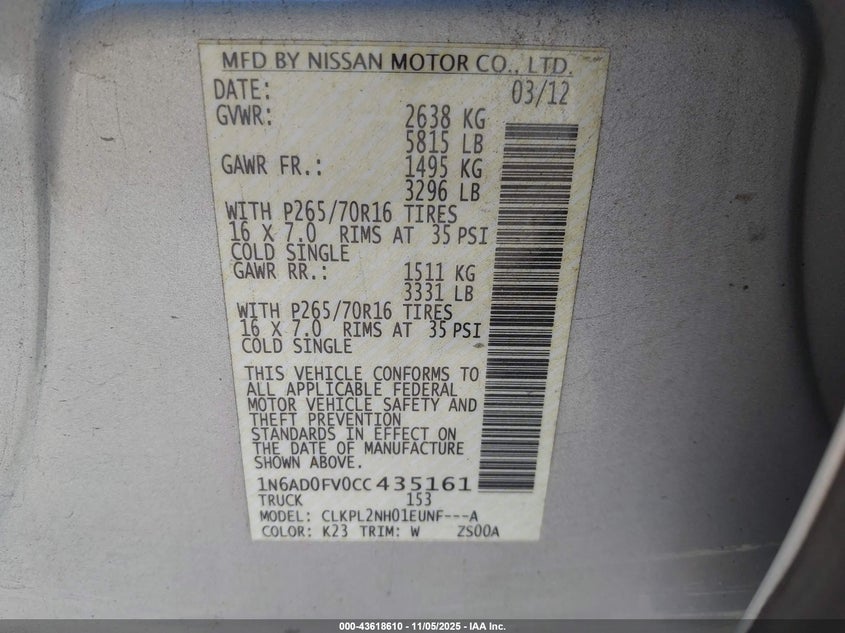 MFD BY NISSAN MOTOR CO., LTD.
DATE: 03/12
GVWR: 2638 KG
5815 LB
GAWR FR.: 1495 KG
3296 LB
WITH P265/70R16 TIRES
16 X 7.0 RIMS AT 35 PSI
COLD SINGLE
GAWR RR.: 1511 KG
3331 LB
WITH P265/70R16 TIRES
16 X 7.0 RIMS AT 35 PSI
COLD SINGLE
THIS VEHICLE CONFORMS TO
ALL APPLICABLE FEDERAL
MOTOR VEHICLE SAFETY AND
THEFT PREVENTION
STANDARDS IN EFFECT ON
THE DATE OF MANUFACTURE
SHOWN ABOVE.
1N6AD0FV0CC435161
TRUCK 153
MODEL: CLKPL2NH01EUNF---A
COLOR: K23 TRIM: W ZS00A
000-43618610 - 11/05/2025 - IAA Inc.